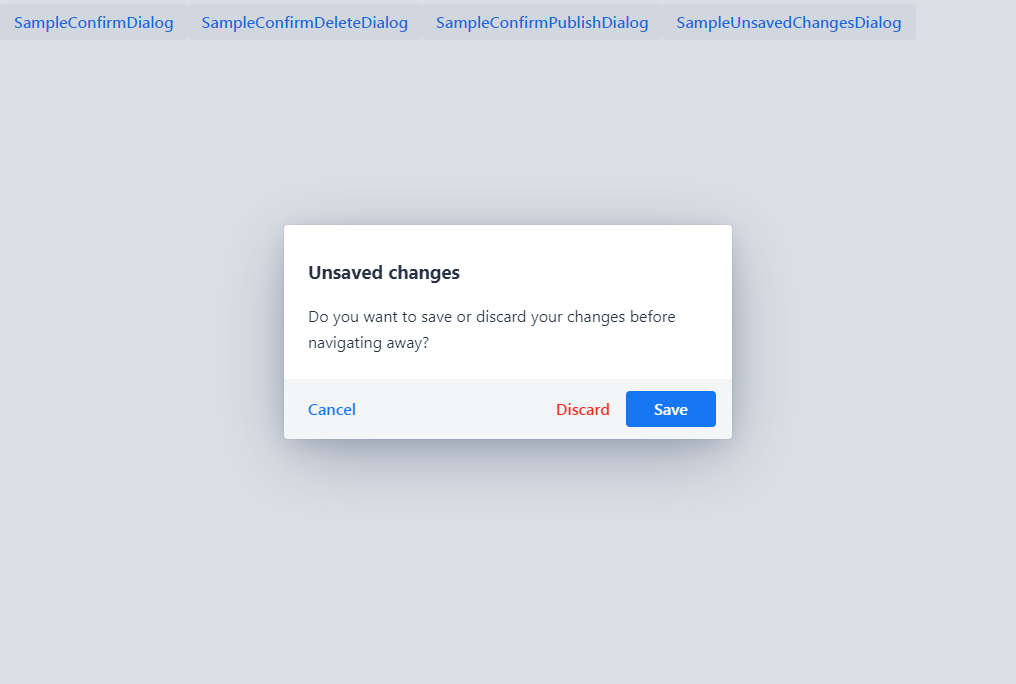 SampleConfirmDialog SampleConfirmDeleteDialog SampleConfirmPublishDialog SampleUnsavedChangesDialog
Unsaved changes
Do you want to save or discard your changes before
navigating away?
Cancel Discard Save